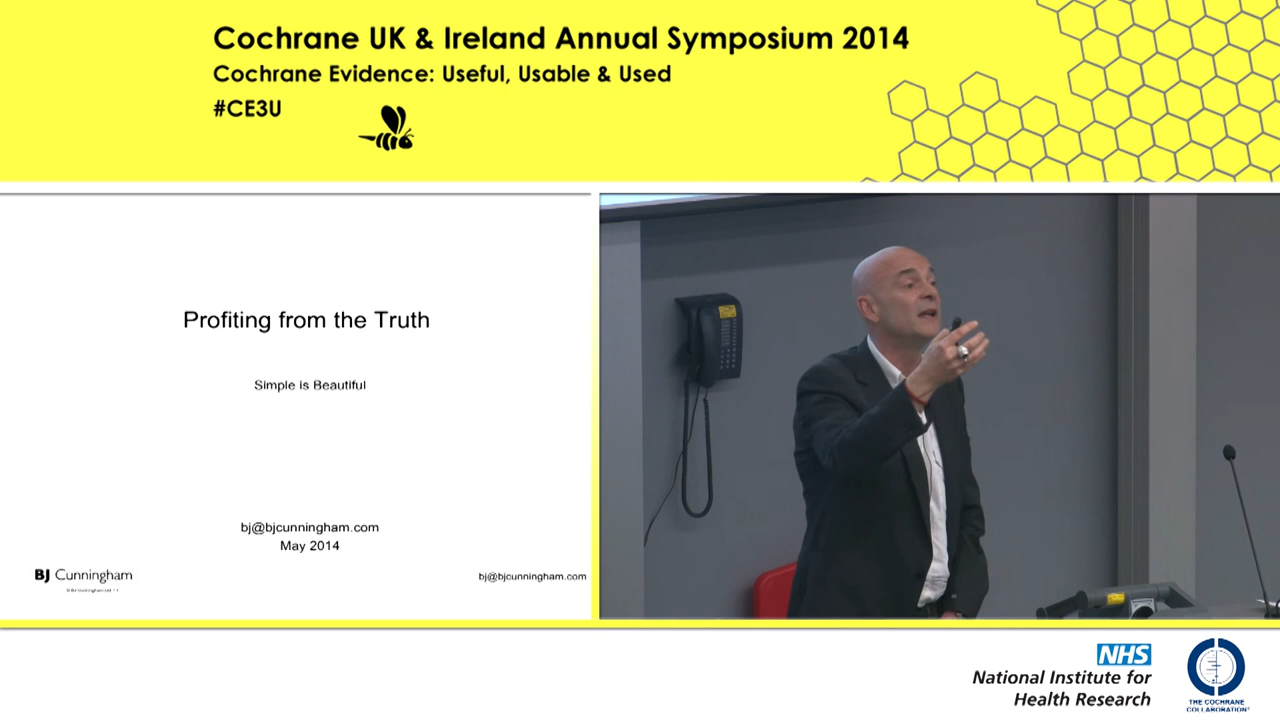 Cochrane UK & Ireland Annual Symposium 2014
Cochrane Evidence: Useful, Usable & Used
#CE3U
Profiting from the Truth
Simple is Beautiful
bj@bjcunningham.com
May 2014
BJ Cunningham
bj@bjcunningham.com
NHS
National Institute for
Health Research
THE COCHRANE
COLLABORATION®